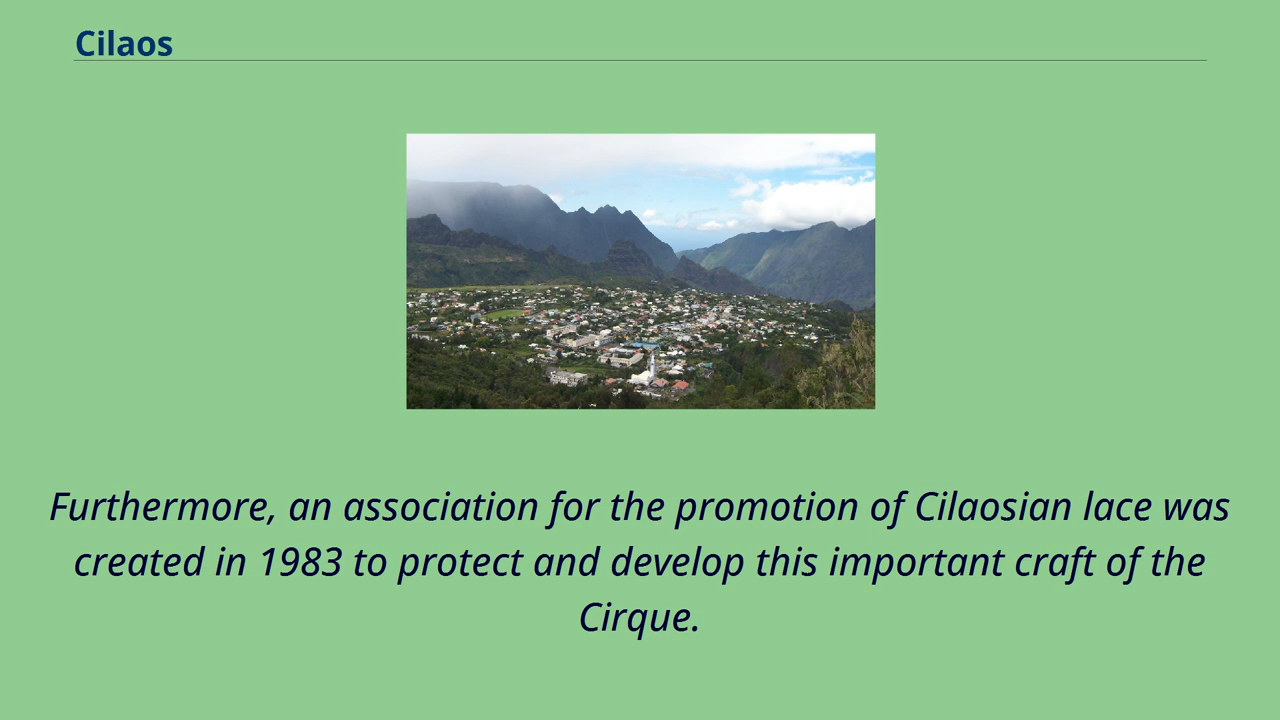 Cilaos
Furthermore, an association for the promotion of Cilaosian lace was
created in 1983 to protect and develop this important craft of the
Cirque.